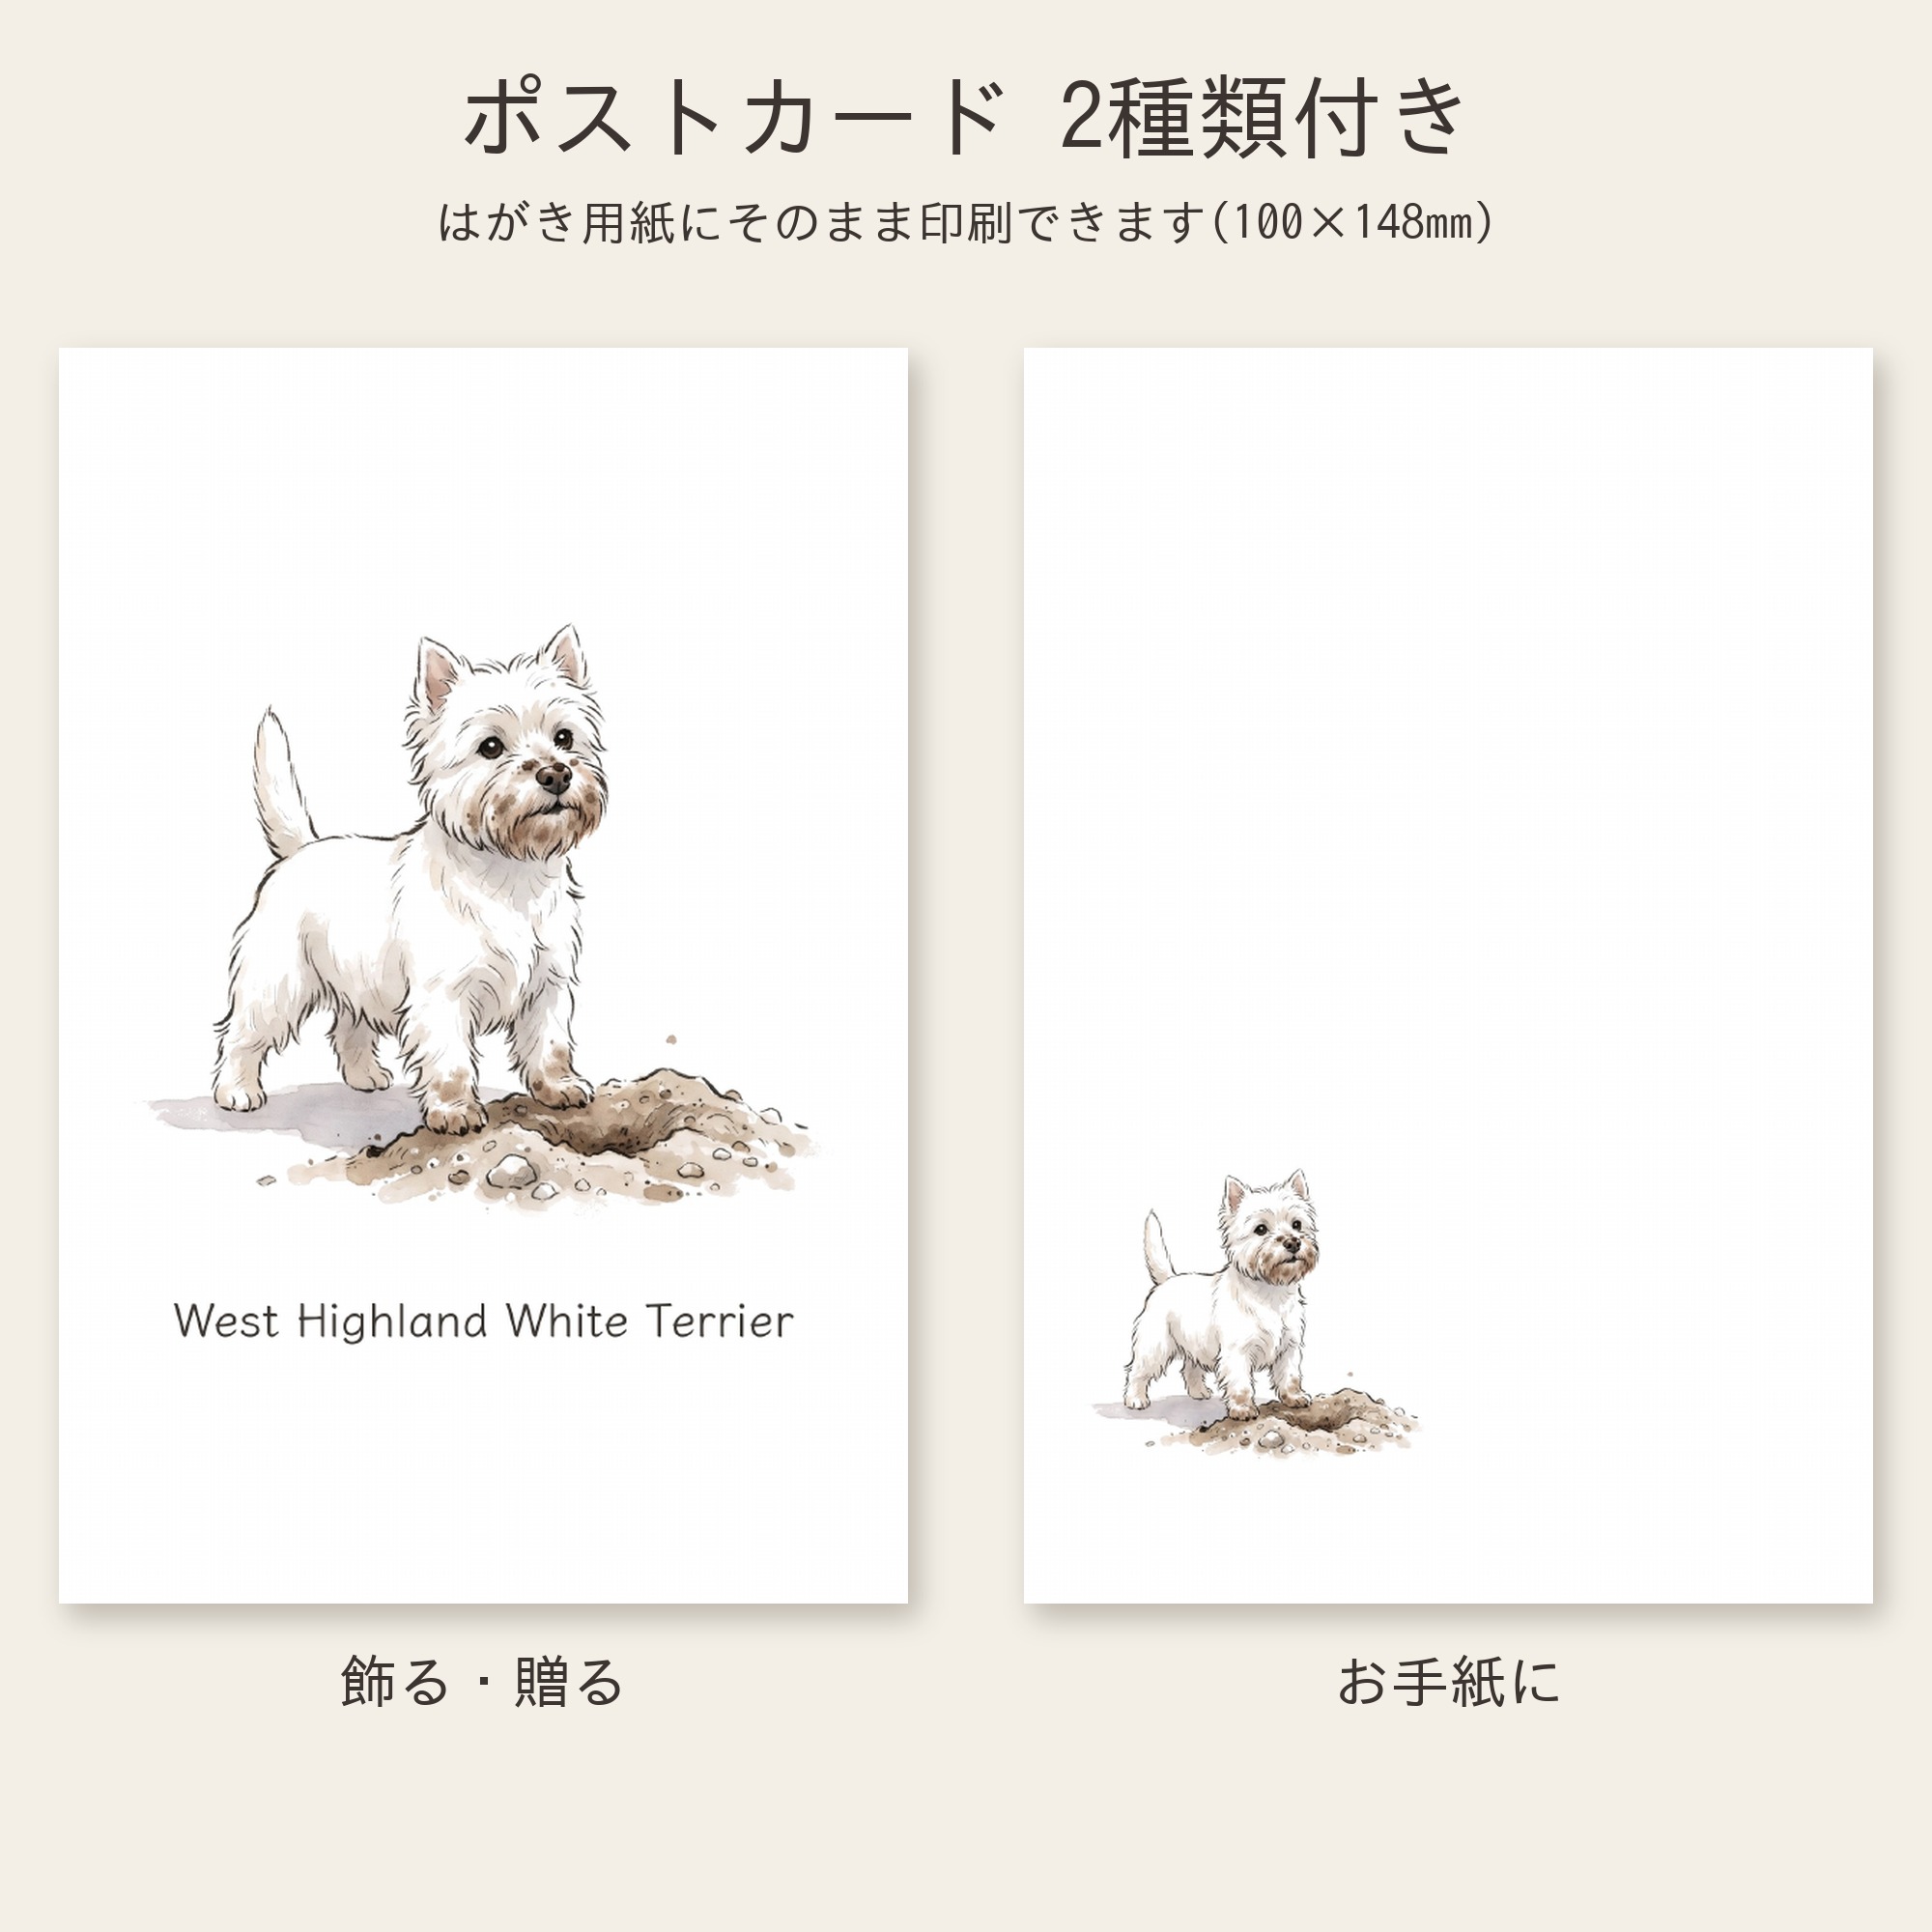 ポストカード 2種類付き
はがき用紙にそのまま印刷できます(100×148mm)
West Highland White Terrier
飾る・贈る
お手紙に